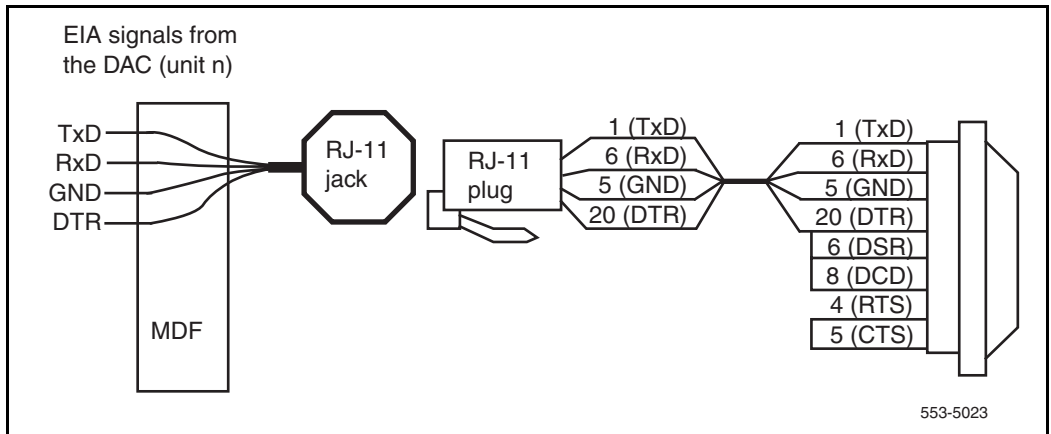 EIA signals from
the DAC (unit n)
TxD
RxD
GND
DTR
MDF
RJ-11
jack
RJ-11
plug
1 (TxD)
6 (RxD)
5 (GND)
20 (DTR)
1 (TxD)
6 (RxD)
5 (GND)
20 (DTR)
6 (DSR)
8 (DCD)
4 (RTS)
5 (CTS)
553-5023